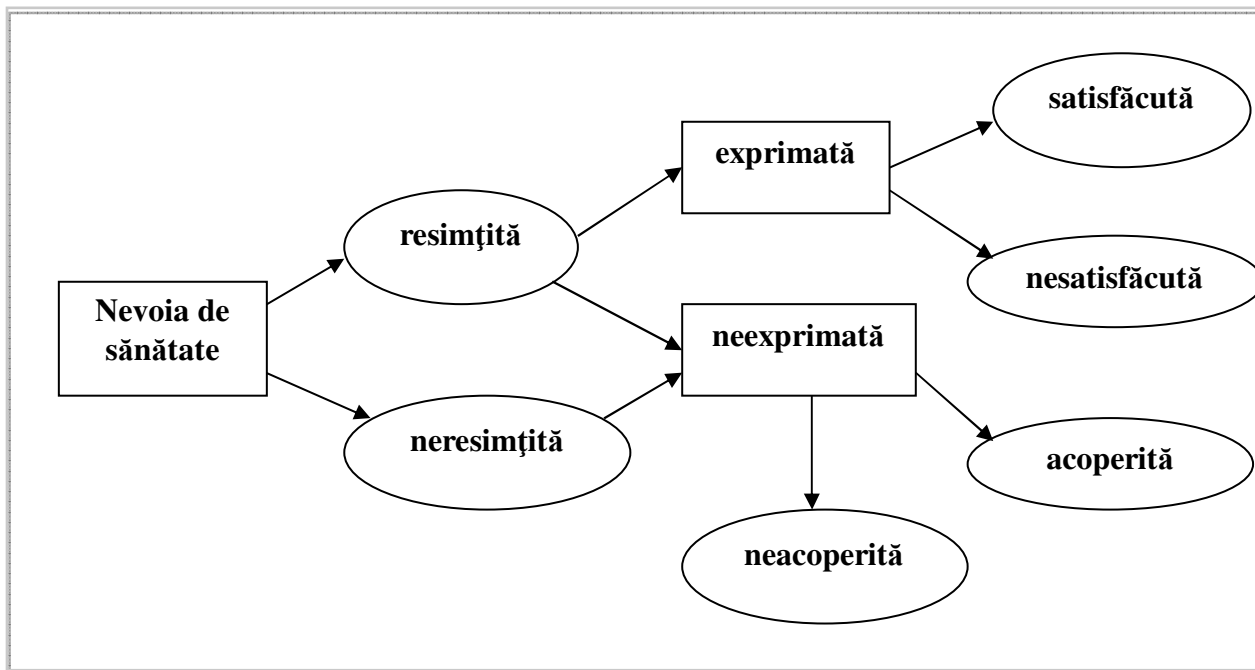 satisfăcută
exprimată
resimţită
nesatisfăcută
Nevoia de
sănătate
neexprimată
neresimţită
acoperită
neacoperită